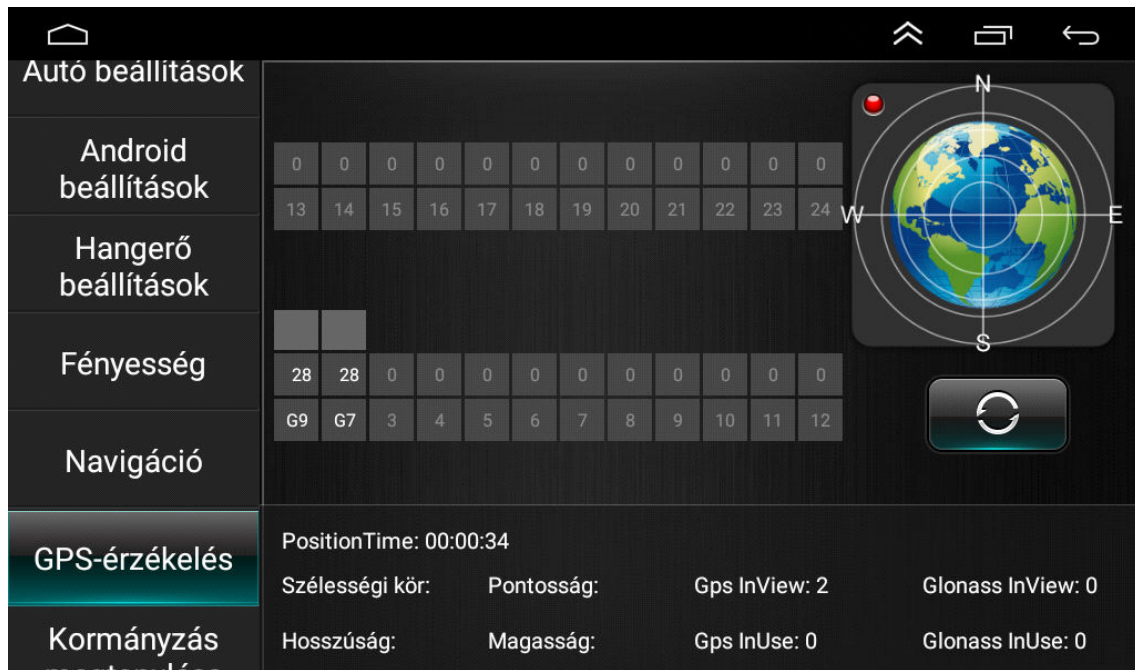 Autó beállítások
Android
beállítások
Hangerő
beállítások
Fényesség
Navigáció
GPS-érzékelés
Kormányzás
0 0 0 0 0 0 0 0 0 0 0 0
13 14 15 16 17 18 19 20 21 22 23 24
28 28 0 0 0 0 0 0 0 0 0 0
G9 G7 3 4 5 6 7 8 9 10 11 12
N
W E
S
PositionTime: 00:00:34
Szélességi kör: Pontosság: Gps InView: 2 Glonass InView: 0
Hosszúság: Magasság: Gps InUse: 0 Glonass InUse: 0